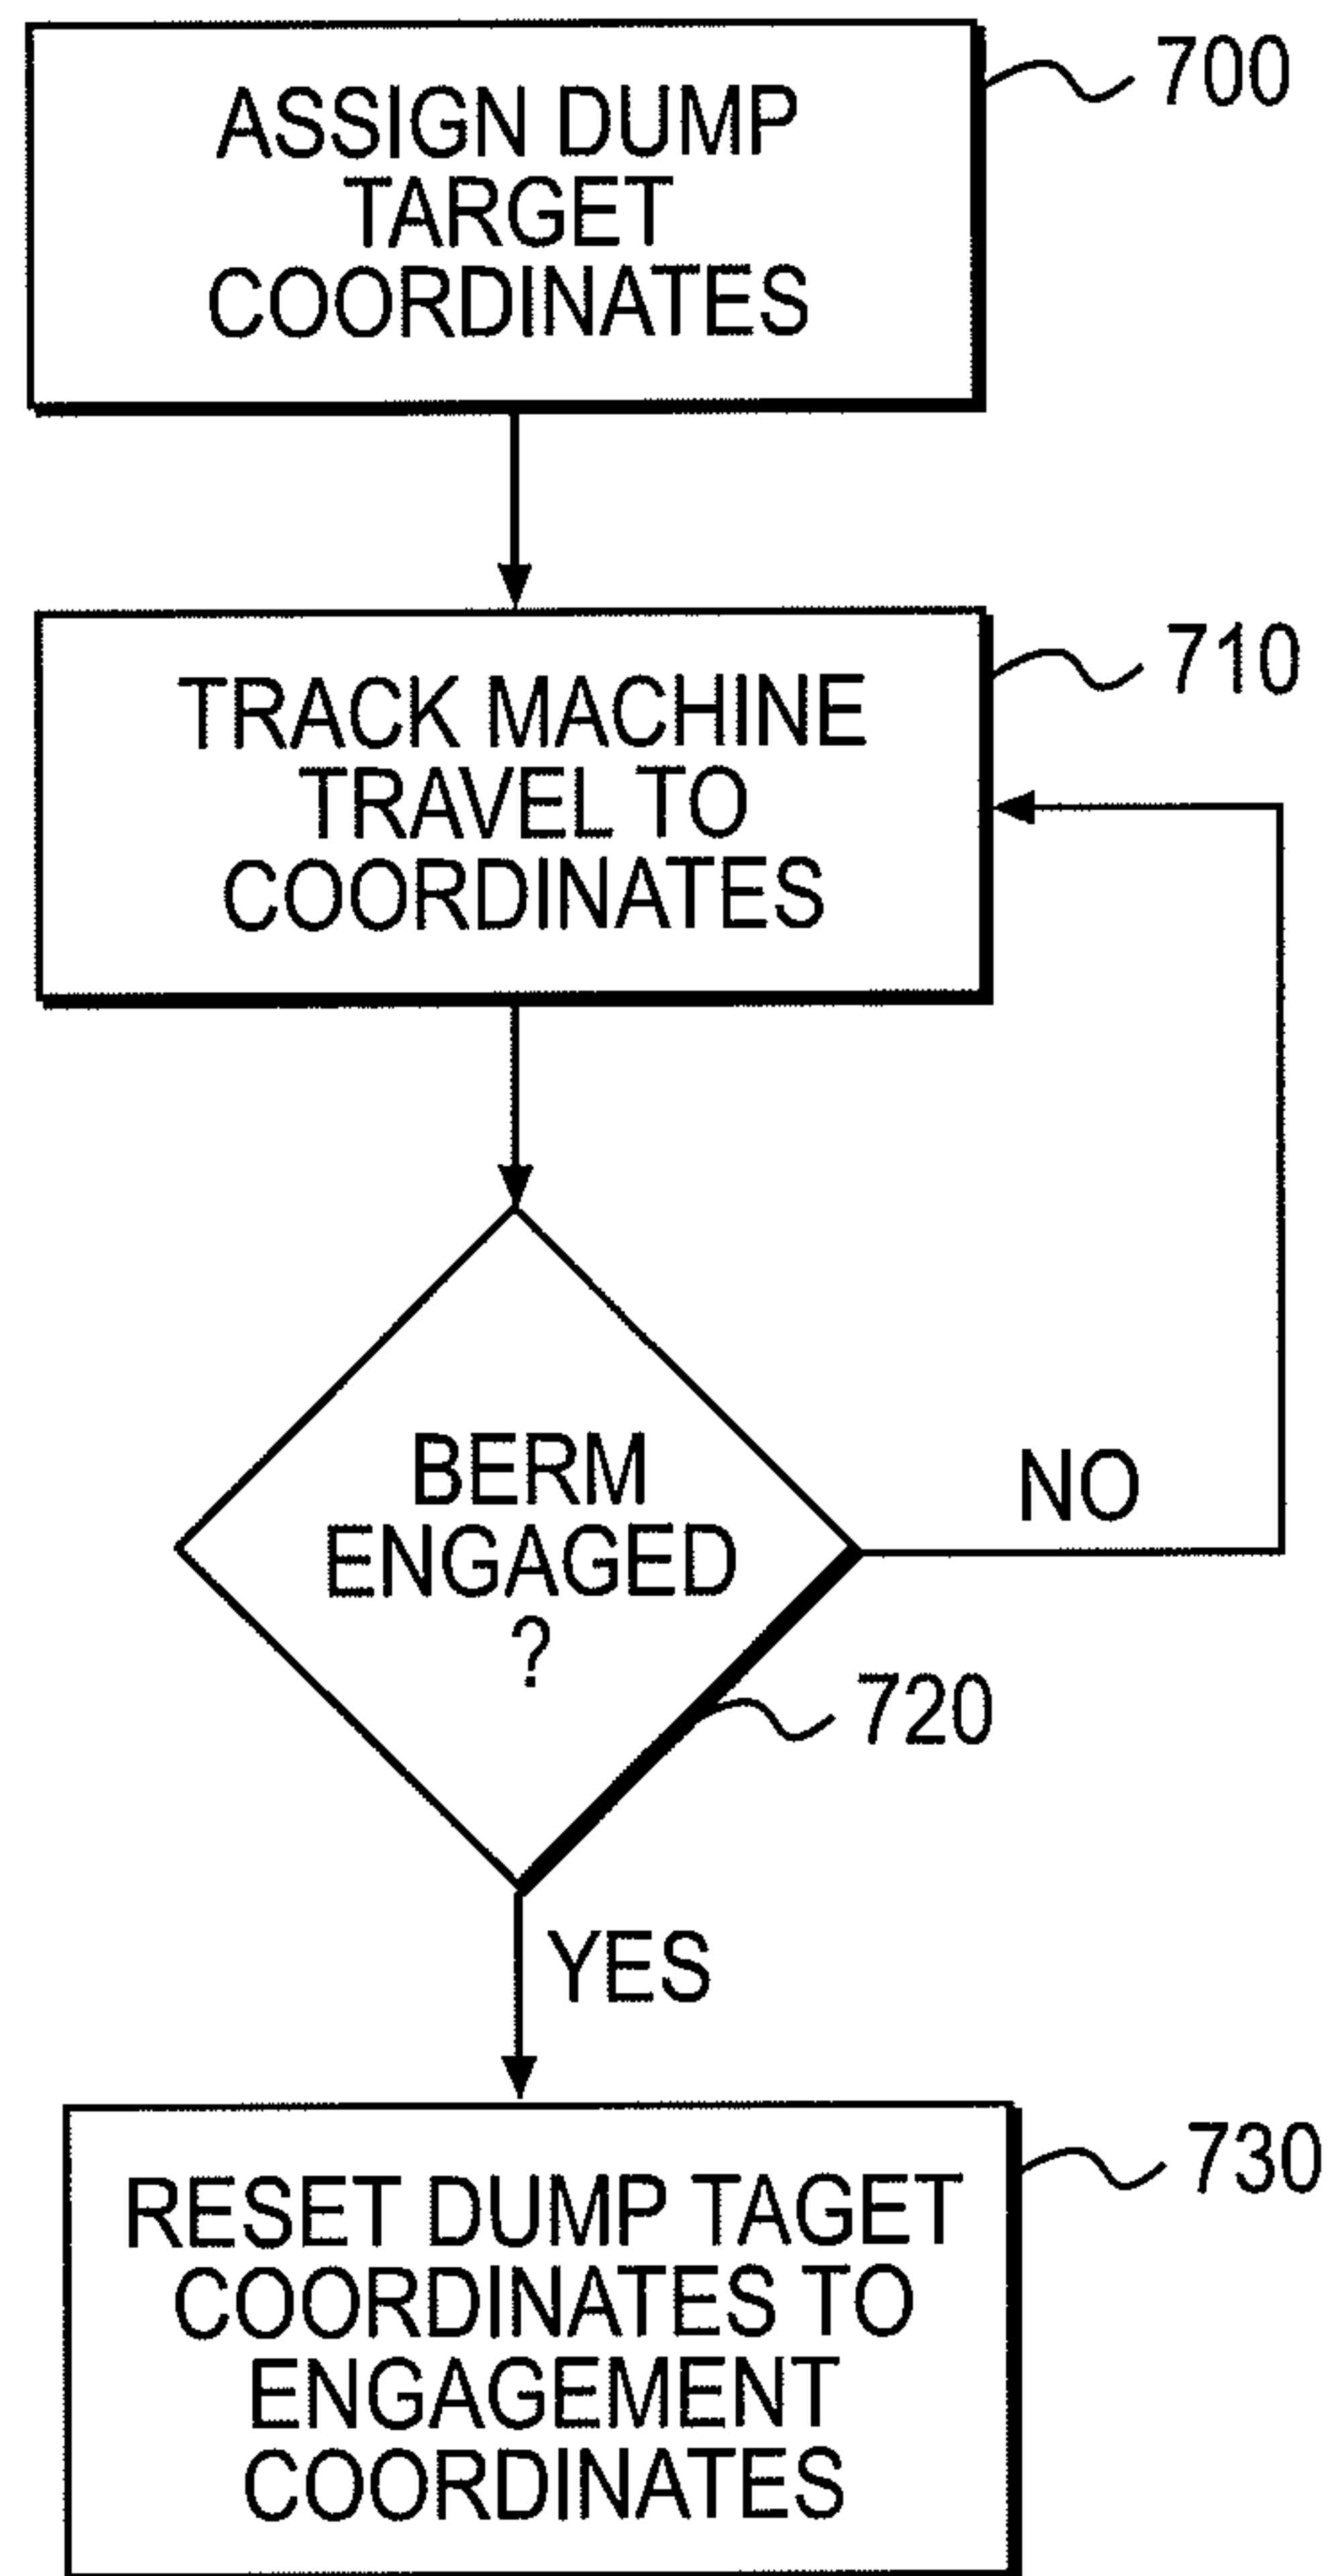 ASSIGN DUMP
TARGET
COORDINATES
700
TRACK MACHINE
TRAVEL TO
COORDINATES
710
BERM
ENGAGED
?
NO
720
YES
RESET DUMP TAGET
COORDINATES TO
ENGAGEMENT
COORDINATES
730